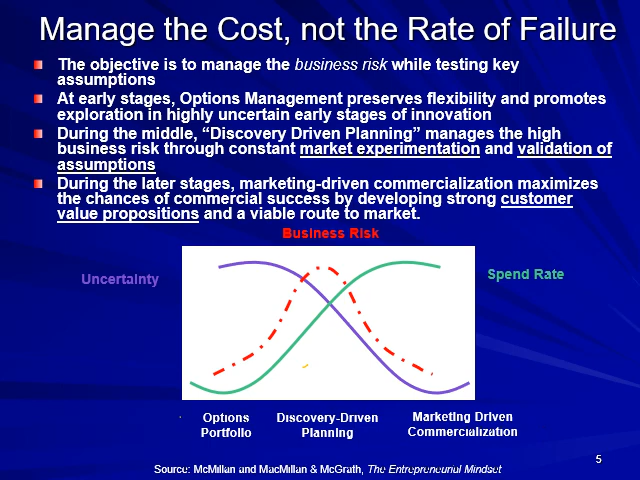 Manage the Cost, not the Rate of Failure
The objective is to manage the business risk while testing key
assumptions
At early stages, Options Management preserves flexibility and promotes
exploration in highly uncertain early stages of innovation
During the middle, “Discovery Driven Planning” manages the high
business risk through constant market experimentation and validation of
assumptions
During the later stages, marketing-driven commercialization maximizes
the chances of commercial success by developing strong customer
value propositions and a viable route to market.
Business Risk
Uncertainty
Spend Rate
Options
Portfolio
Discovery-Driven
Planning
Marketing Driven
Commercialization
Source: McMillan and MacMillan & McGrath, The Entrepreneurial Mindset
5